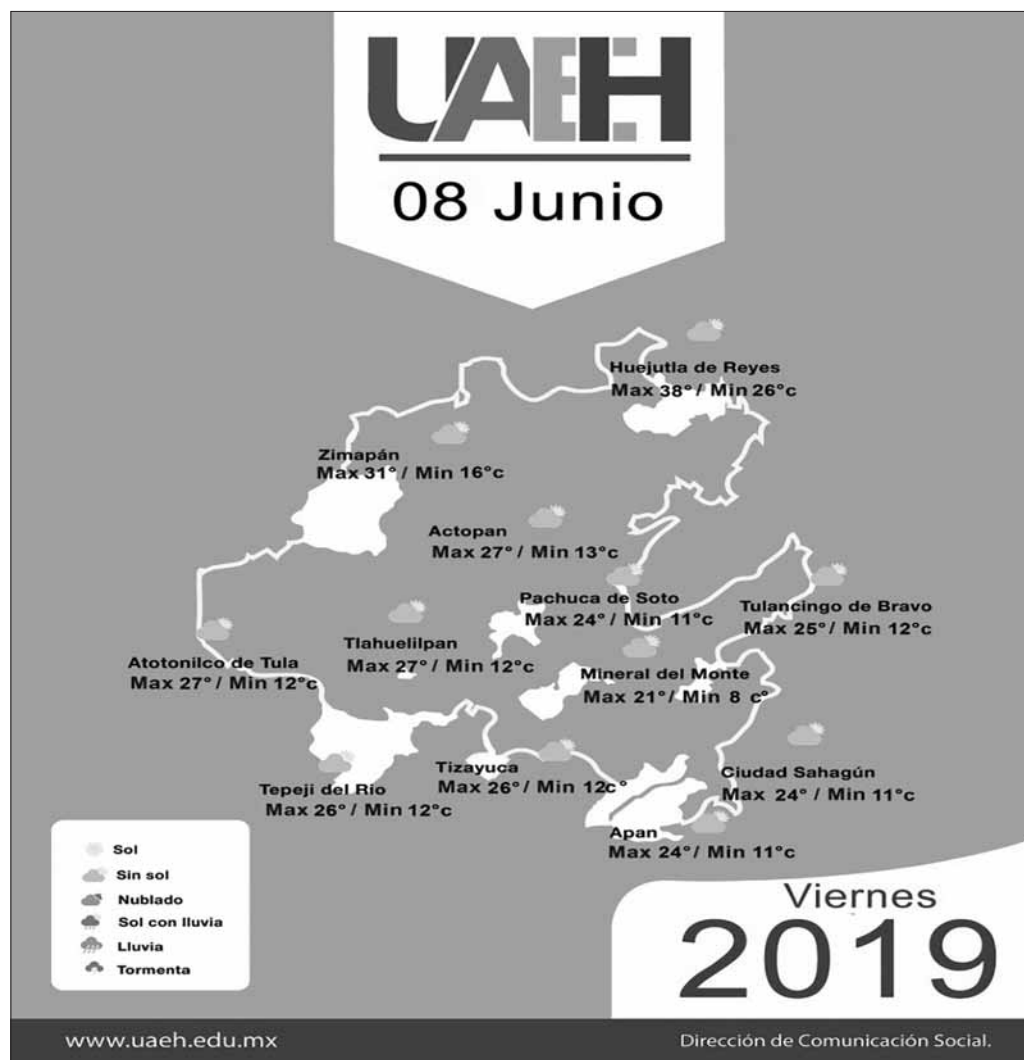 UAEH
08 Junio
Huejutla de Reyes
Max 38° / Min 26°c
Zimapán
Max 31° / Min 16°c
Actopan
Max 27° / Min 13°c
Pachuca de Soto
Max 24° / Min 11°c
Tulancingo de Bravo
Max 25° / Min 12°c
Tlahuelilpan
Max 27° / Min 12°c
Atotonilco de Tula
Max 27° / Min 12°c
Mineral del Monte
Max 21° / Min 8 c°
Tizayuca
Max 26° / Min 12c°
Ciudad Sahagún
Max 24° / Min 11°c
Tepeji del Río
Max 26° / Min 12°c
Apan
Max 24° / Min 11°c
Sol
Sin sol
Nublado
Sol con lluvia
Lluvia
Tormenta
Viernes
2019
www.uaeh.edu.mx
Dirección de Comunicación Social.